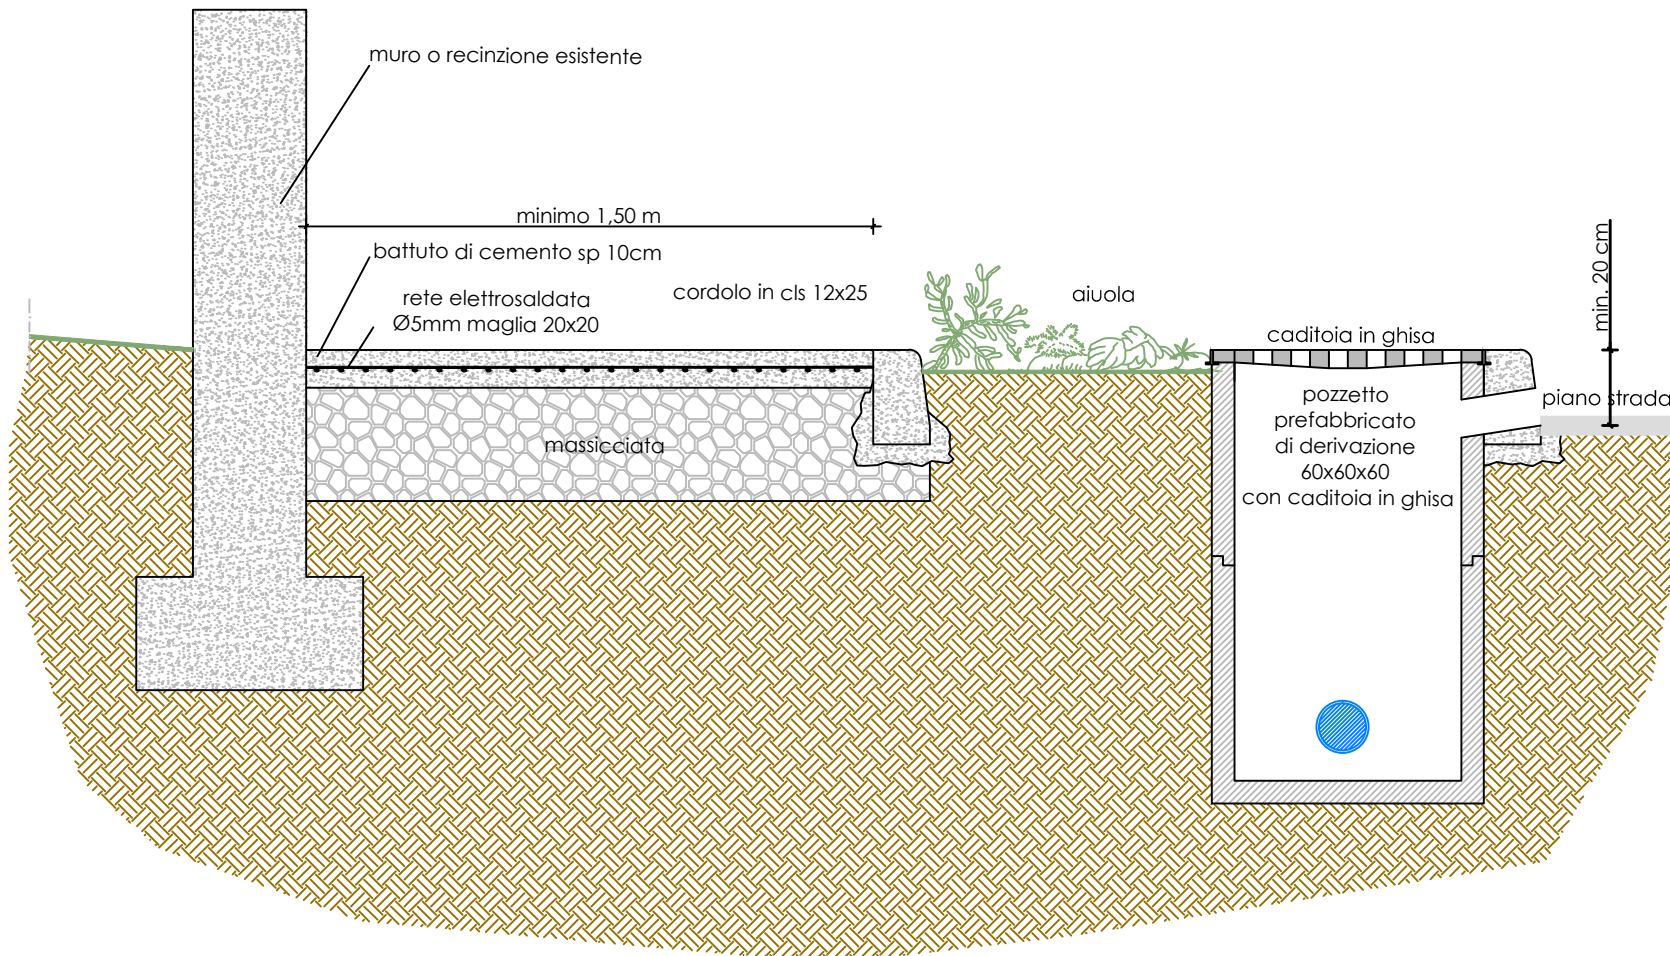 muro o recinzione esistente
minimo 1,50 m
battuto di cemento sp 10cm
rete elettrosaldata
Ø5mm maglia 20x20
cordolo in cls 12x25
aiuola
caditoia in ghisa
min. 20 cm
piano strada
pozzetto
prefabbricato
di derivazione
60x60x60
con caditoia in ghisa
massicciata